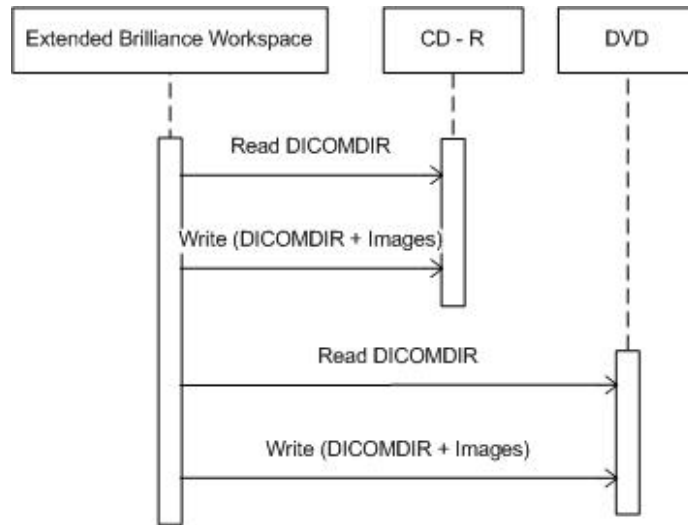 Extended Brilliance Workspace
CD - R
DVD
Read DICOMDIR
Write (DICOMDIR + Images)
Read DICOMDIR
Write (DICOMDIR + Images)